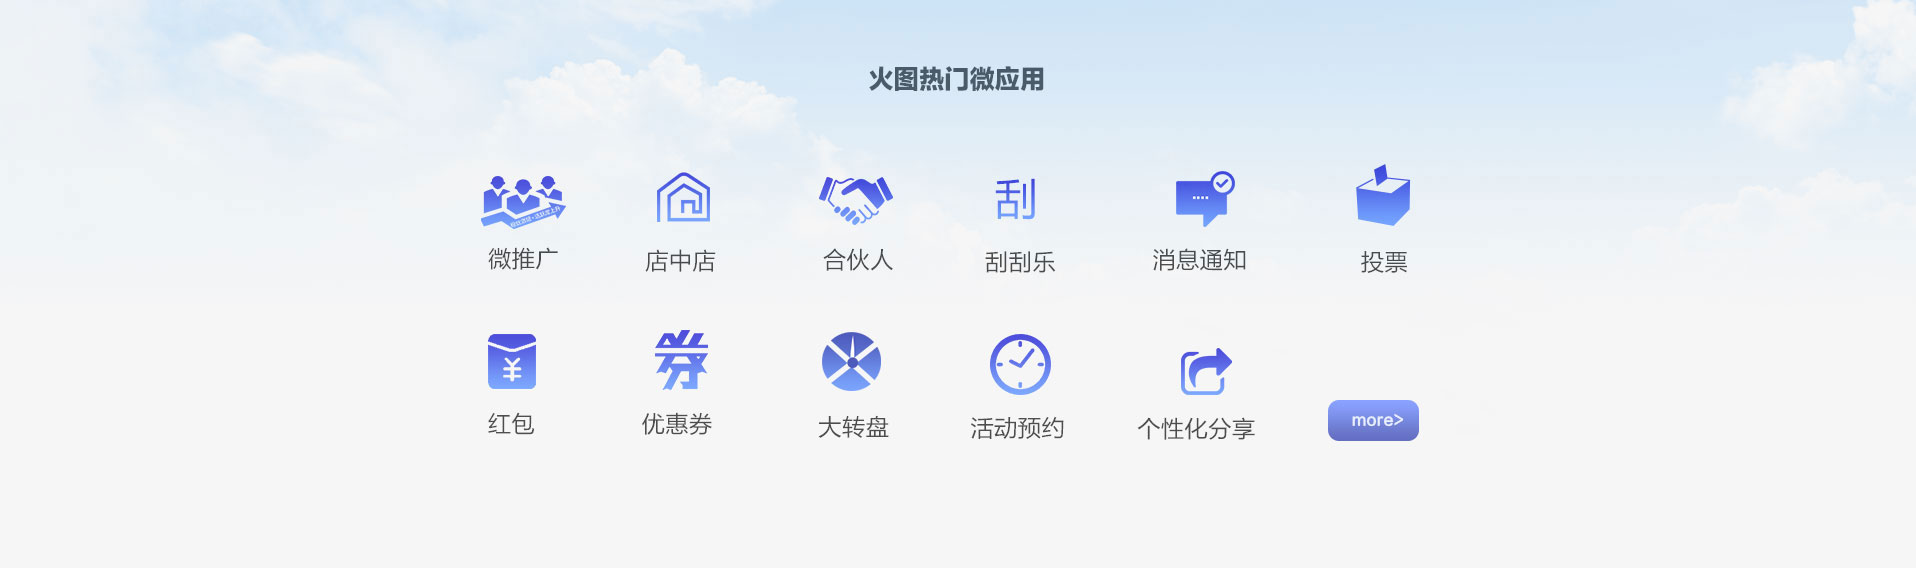 火图热门微应用
刮
微推广 店中店 合伙人 刮刮乐 消息通知 投票
¥ 券
红包 优惠券 大转盘 活动预约 个性化分享 more>